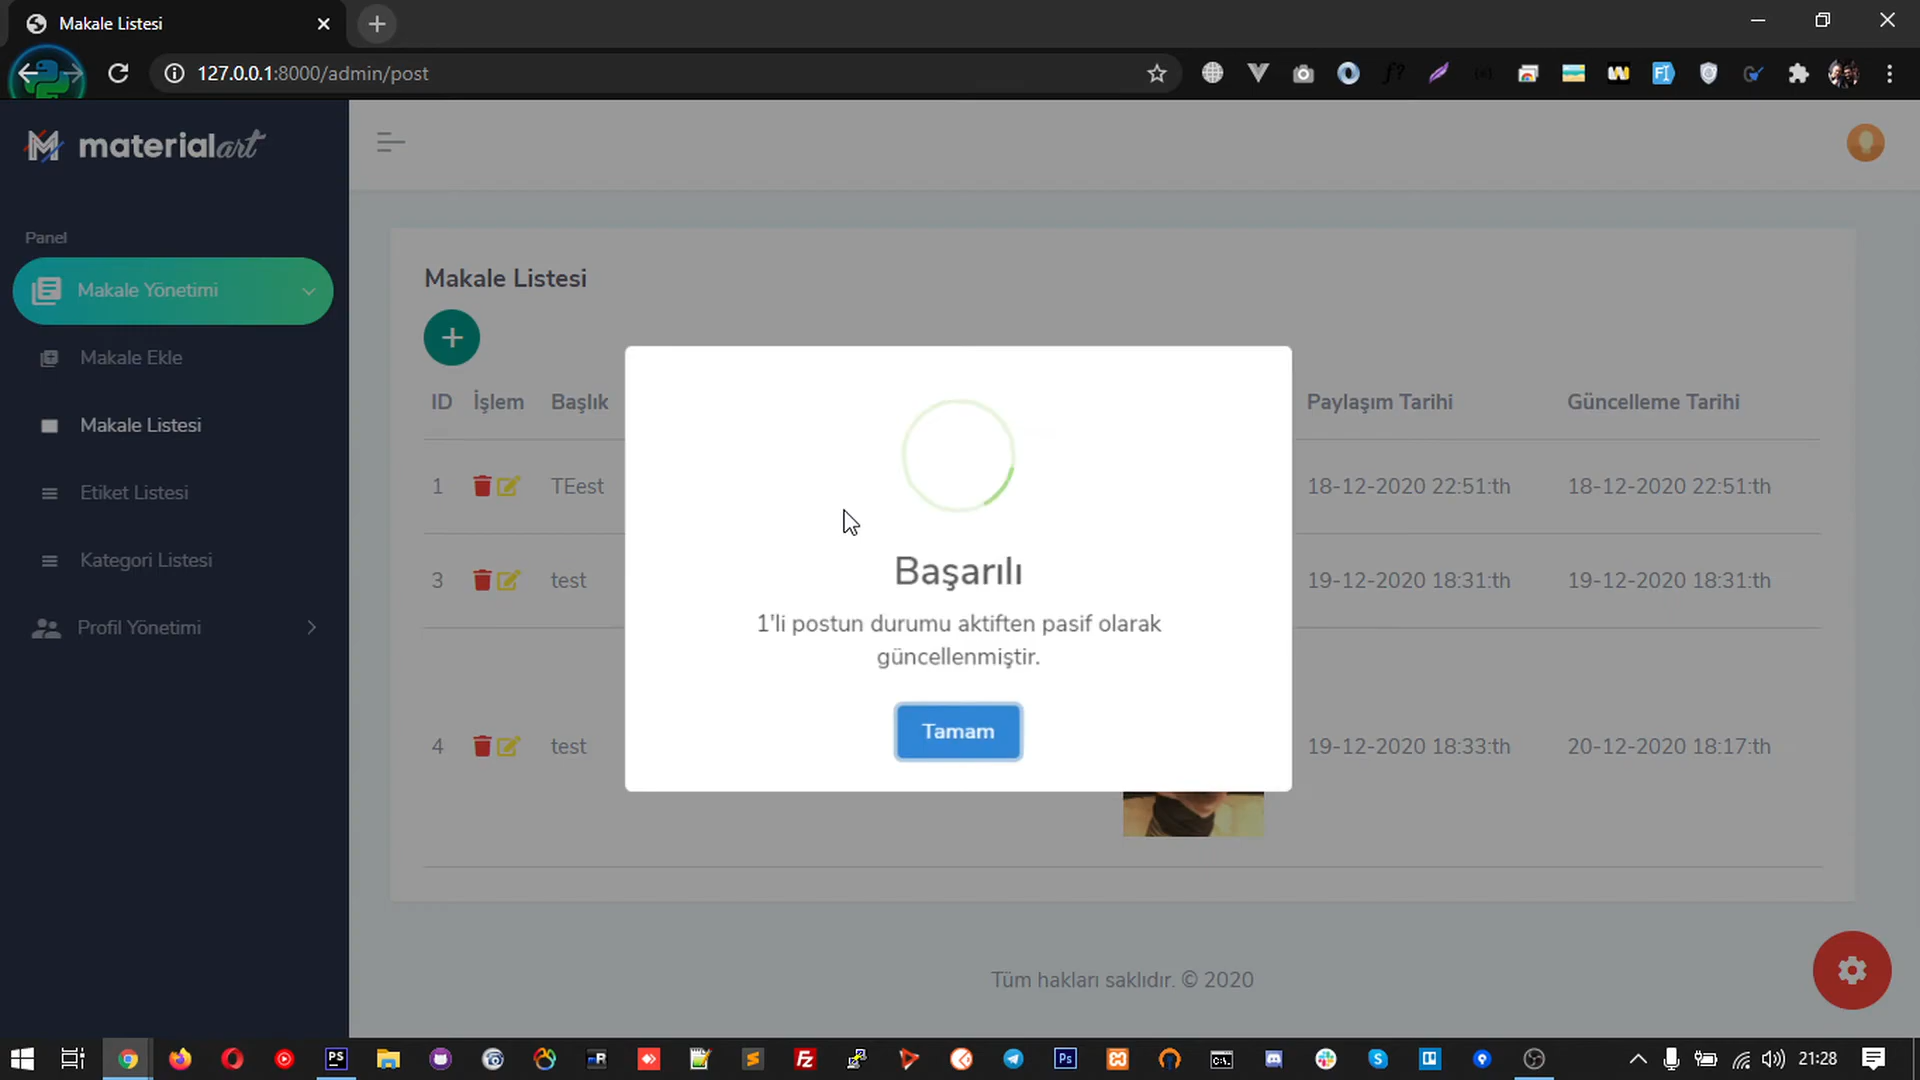 Makale Listesi
127.0.0.1:8000/admin/post
materialart
Panel
Makale Yönetimi
Makale Ekle
Makale Listesi
Etiket Listesi
Kategori Listesi
Profil Yönetimi
Makale Listesi
ID İşlem Başlık Paylaşım Tarihi Güncelleme Tarihi
1 TEest 18-12-2020 22:51:th 18-12-2020 22:51:th
3 test 19-12-2020 18:31:th 19-12-2020 18:31:th
4 test 19-12-2020 18:33:th 20-12-2020 18:17:th
Başarılı
1'li postun durumu aktiften pasif olarak
güncellenmiştir.
Tamam
Tüm hakları saklıdır. © 2020
21:28